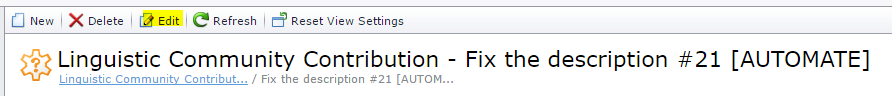 New Delete Edit Refresh Reset View Settings
Linguistic Community Contribution - Fix the description #21 [AUTOMATE]
Linguistic Community Contribut... / Fix the description #21 [AUTOM...